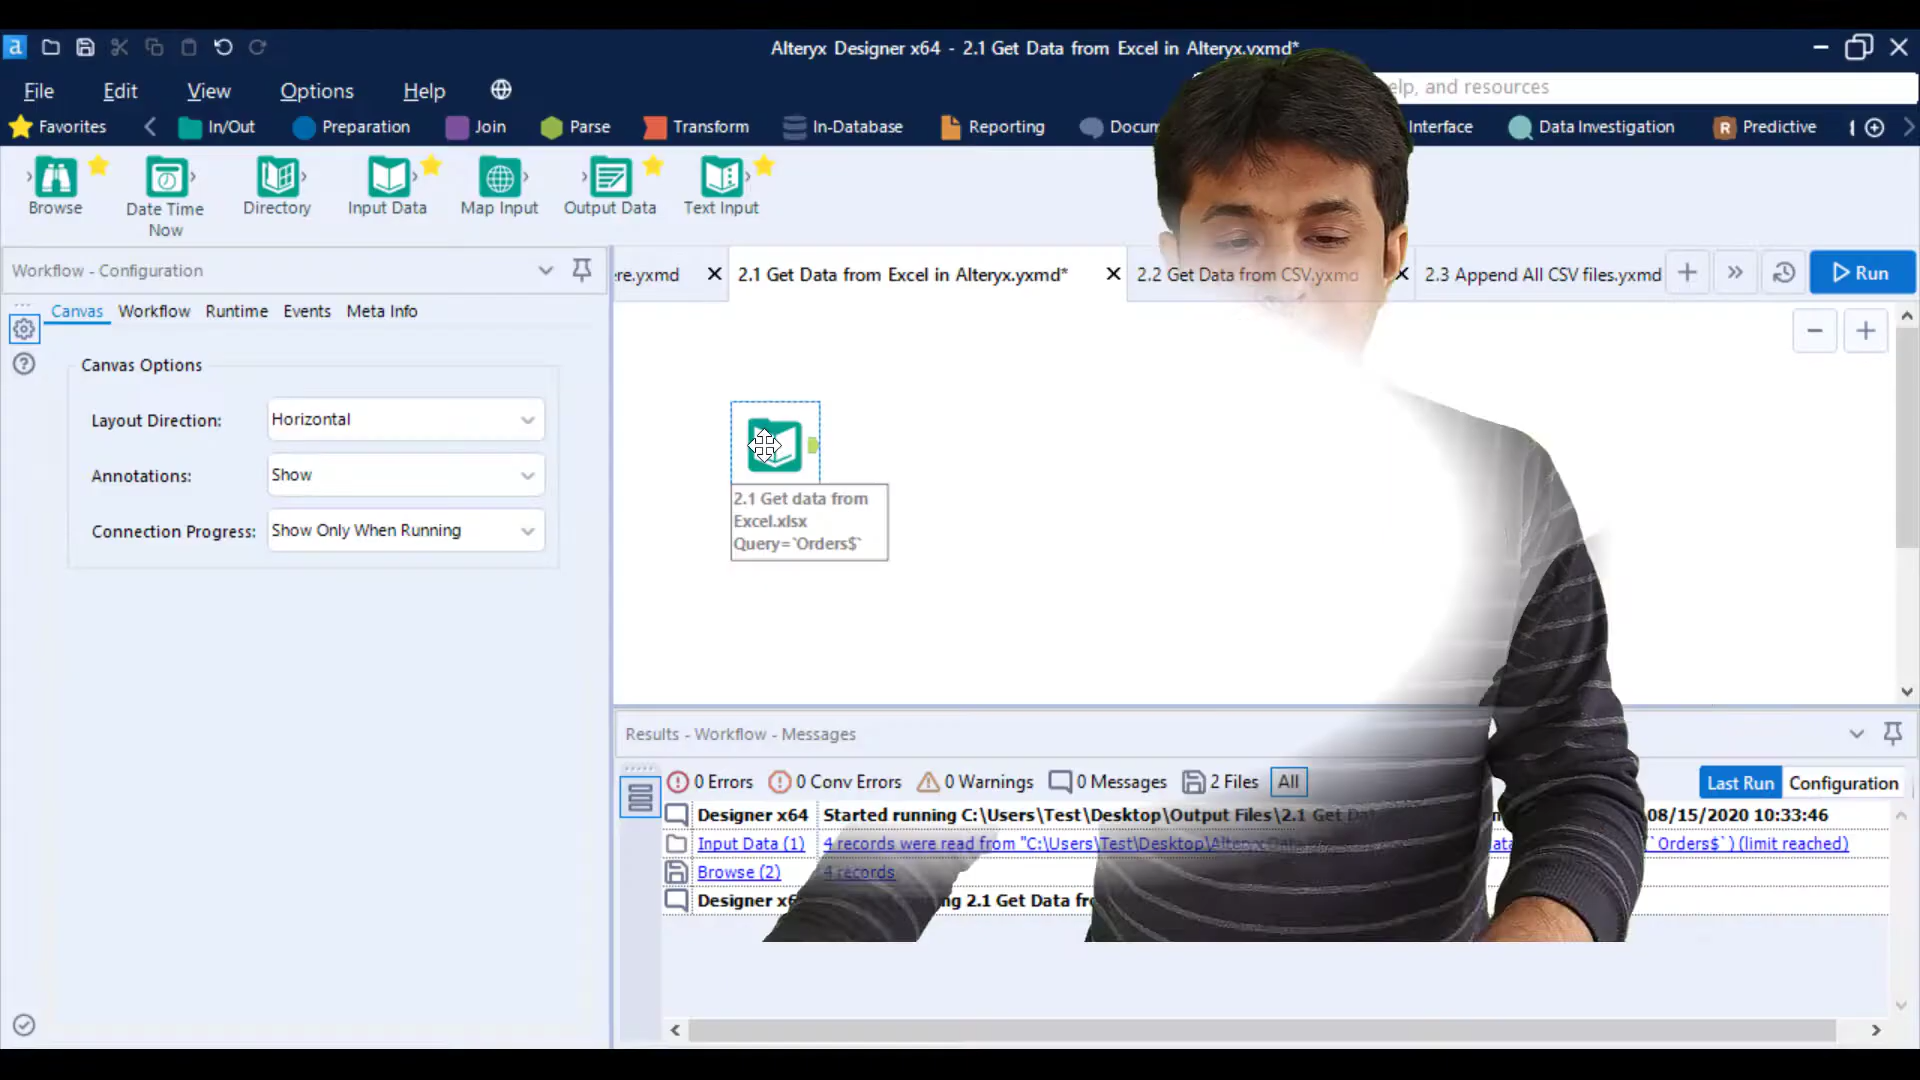 Alteryx Designer x64 - 2.1 Get Data from Excel in Alteryx.yxmd*
File Edit View Options Help
elp, and resources
Favorites In/Out Preparation Join Parse Transform In-Database Reporting Docum Interface Data Investigation Predictive
Browse Date Time Now Directory Input Data Map Input Output Data Text Input
Workflow - Configuration
ere.yxmd 2.1 Get Data from Excel in Alteryx.yxmd* 2.2 Get Data from CSV.yxmd 2.3 Append All CSV files.yxmd Run
Canvas Workflow Runtime Events Meta Info
Canvas Options
Layout Direction: Horizontal
Annotations: Show
Connection Progress: Show Only When Running
2.1 Get data from
Excel.xlsx
Query=`Orders$`
Results - Workflow - Messages
0 Errors 0 Conv Errors 0 Warnings 0 Messages 2 Files All Last Run Configuration
Designer x64 Started running C:\Users\Test\Desktop\Output Files\2.1 Get Da 08/15/2020 10:33:46
Input Data (1) 4 records were read from "C:\Users\Test\Desktop\Alteryx `Orders$`) (limit reached)
Browse (2) 4 records
Designer x6 ng 2.1 Get Data fr